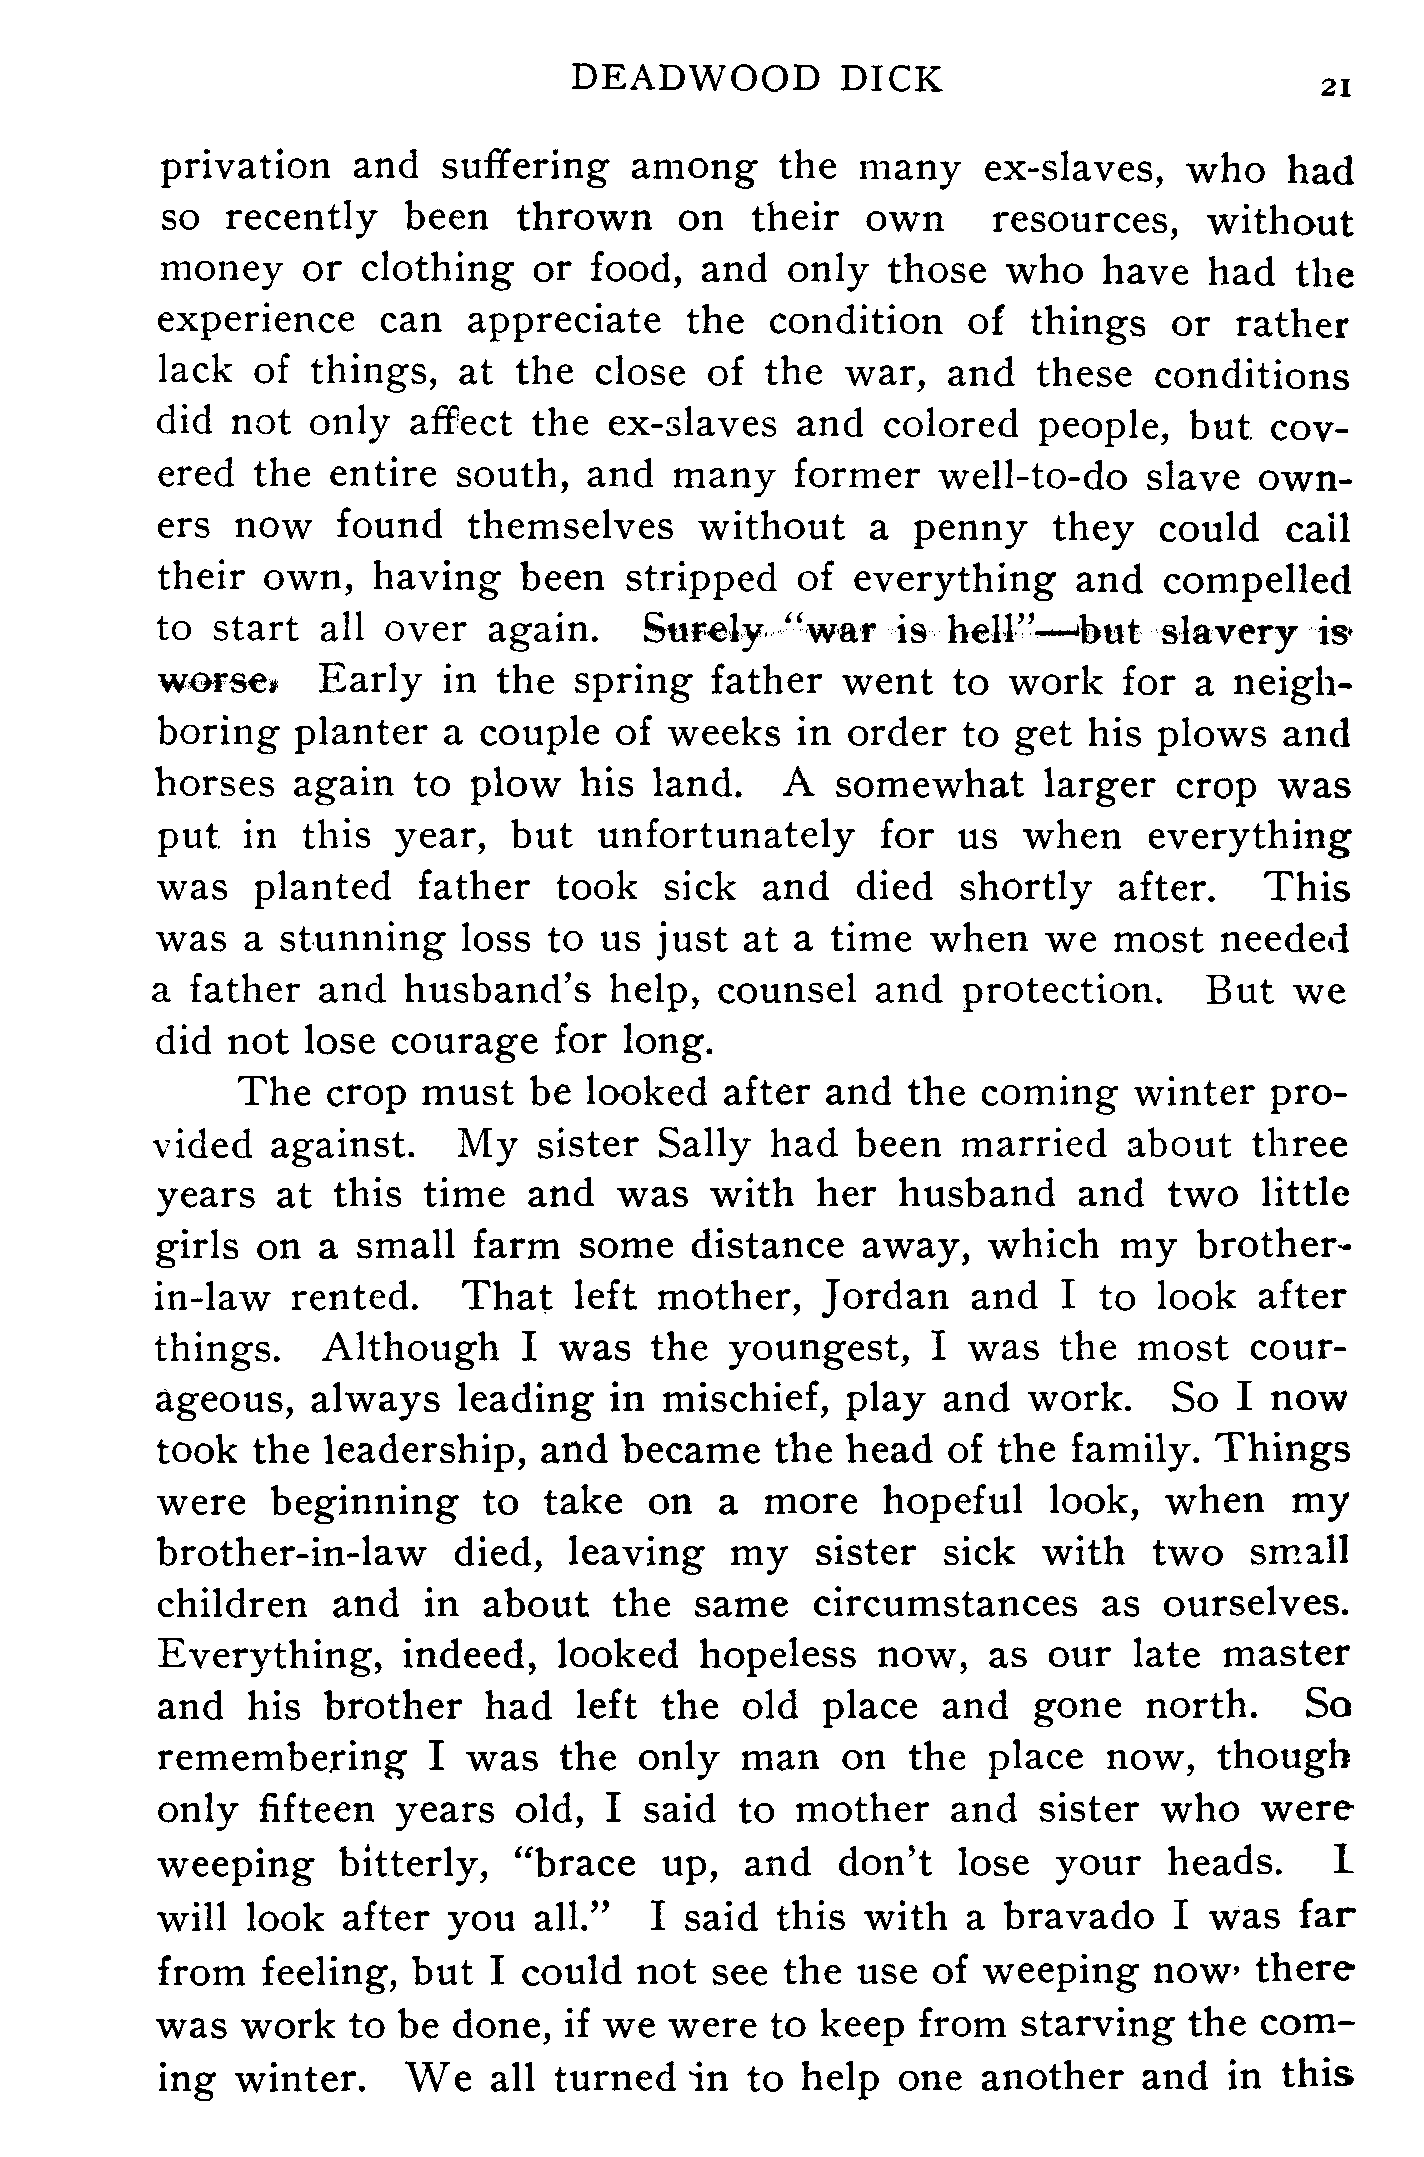 DEADWOOD DICK 21
privation and suffering among the many ex-slaves, who had
so recently been thrown on their own resources, without
money or clothing or food, and only those who have had the
experience can appreciate the condition of things or rather
lack of things, at the close of the war, and these conditions
did not only affect the ex-slaves and colored people, but cov-
ered the entire south, and many former well-to-do slave own-
ers now found themselves without a penny they could call
their own, having been stripped of everything and compelled
to start all over again. Surely "war is hell"—but slavery is
worse. Early in the spring father went to work for a neigh-
boring planter a couple of weeks in order to get his plows and
horses again to plow his land. A somewhat larger crop was
put in this year, but unfortunately for us when everything
was planted father took sick and died shortly after. This
was a stunning loss to us just at a time when we most needed
a father and husband's help, counsel and protection. But we
did not lose courage for long.
The crop must be looked after and the coming winter pro-
vided against. My sister Sally had been married about three
years at this time and was with her husband and two little
girls on a small farm some distance away, which my brother-
in-law rented. That left mother, Jordan and I to look after
things. Although I was the youngest, I was the most cour-
ageous, always leading in mischief, play and work. So I now
took the leadership, and became the head of the family. Things
were beginning to take on a more hopeful look, when my
brother-in-law died, leaving my sister sick with two small
children and in about the same circumstances as ourselves.
Everything, indeed, looked hopeless now, as our late master
and his brother had left the old place and gone north. So
remembering I was the only man on the place now, though
only fifteen years old, I said to mother and sister who were
weeping bitterly, "brace up, and don't lose your heads. I
will look after you all." I said this with a bravado I was far
from feeling, but I could not see the use of weeping now, there
was work to be done, if we were to keep from starving the com-
ing winter. We all turned in to help one another and in this